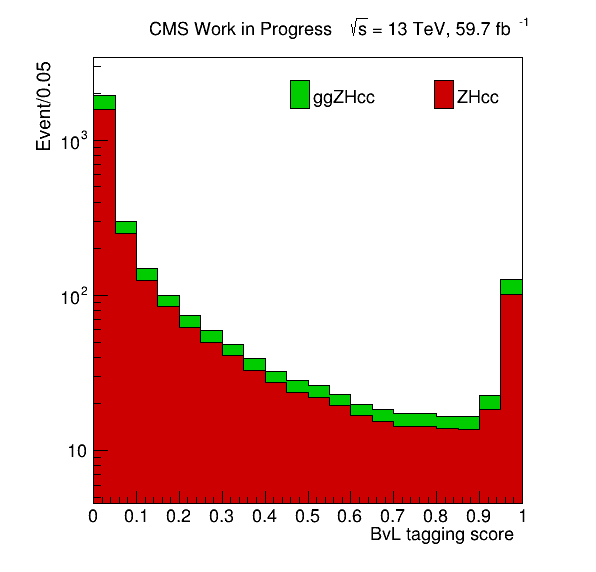 CMS Work in Progress √s = 13 TeV, 59.7 fb⁻¹
Event/0.05
ggZHcc ZHcc
10³
10²
10
0 0.1 0.2 0.3 0.4 0.5 0.6 0.7 0.8 0.9 1
BvL tagging score